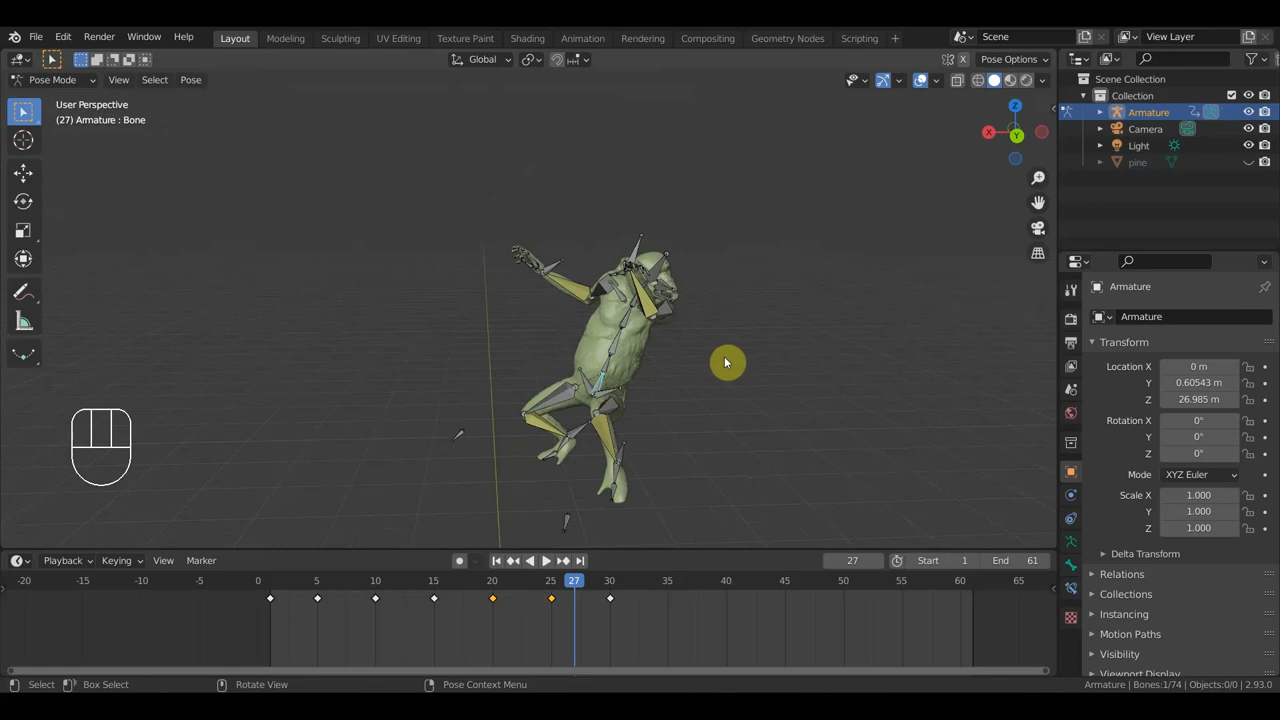 File Edit Render Window Help Layout Modeling Sculpting UV Editing Texture Paint Shading Animation Rendering Compositing Geometry Nodes Scripting + Scene View Layer
Global Pose Options
Pose Mode View Select Pose
User Perspective
(27) Armature : Bone
Z
X
Y
Scene Collection
Collection
Armature
Camera
Light
pine
Armature
Armature
Transform
Location X 0 m
Y 0.60543 m
Z 26.985 m
Rotation X 0°
Y 0°
Z 0°
Mode XYZ Euler
Scale X 1.000
Y 1.000
Z 1.000
Delta Transform
Relations
Collections
Instancing
Motion Paths
Visibility
Viewport Display
Playback Keying View Marker 27 Start 1 End 61
-20 -15 -10 -5 0 5 10 15 20 25 27 30 35 40 45 50 55 60 65
Select Box Select Rotate View Pose Context Menu Armature | Bones:1/74 | Objects:0/0 | 2.93.0